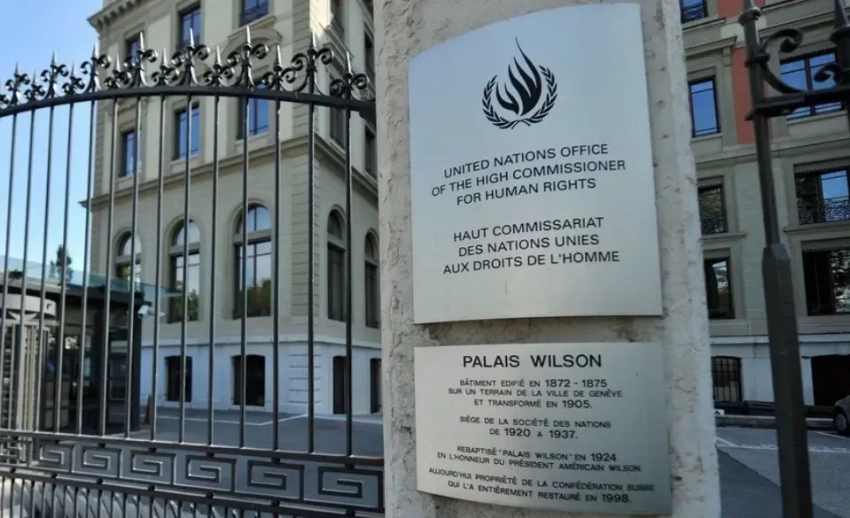 UNITED NATIONS OFFICE
OF THE HIGH COMMISSIONER
FOR HUMAN RIGHTS
HAUT COMMISSARIAT
DES NATIONS UNIES
AUX DROITS DE L'HOMME
PALAIS WILSON
BÂTIMENT EDIFIÉ EN 1872 - 1875
SUR UN TERRAIN DE LA VILLE DE GENÈVE
ET TRANSFORMÉ EN 1905.
SIÈGE DE LA SOCIÉTÉ DES NATIONS
DE 1920 A 1937.
REBAPTISÉ "PALAIS WILSON" EN 1924
EN L'HONNEUR DU PRÉSIDENT AMÉRICAIN WILSON.
AUJOURD'HUI PROPRIÉTÉ DE LA CONFÉDÉRATION SUISSE
QUI L'A ENTIÈREMENT RESTAURÉ EN 1998.